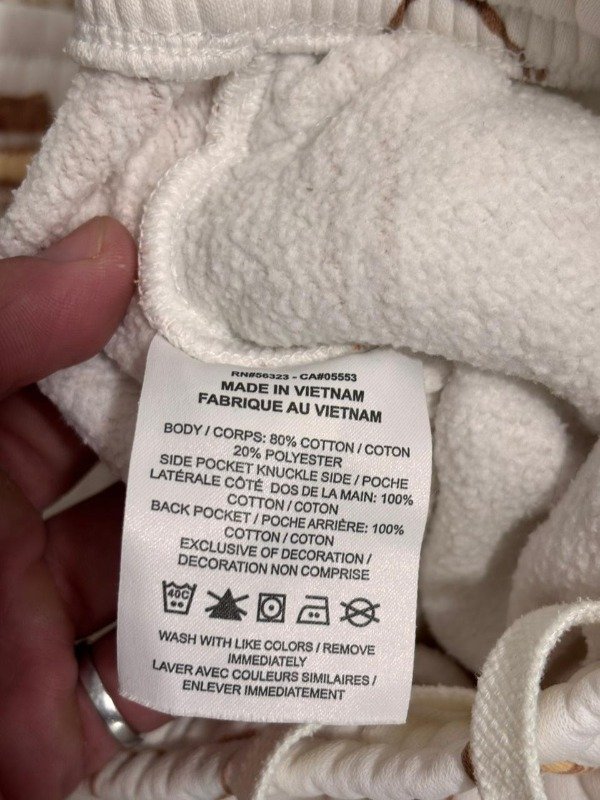 RN#56323 - CA#05553
MADE IN VIETNAM
FABRIQUE AU VIETNAM
BODY / CORPS: 80% COTTON / COTON
20% POLYESTER
SIDE POCKET KNUCKLE SIDE / POCHE
LATÉRALE CÔTÉ DOS DE LA MAIN: 100%
COTTON / COTON
BACK POCKET / POCHE ARRIÈRE: 100%
COTTON / COTON
EXCLUSIVE OF DECORATION /
DECORATION NON COMPRISE
40C
WASH WITH LIKE COLORS / REMOVE
IMMEDIATELY
LAVER AVEC COULEURS SIMILAIRES /
ENLEVER IMMEDIATEMENT